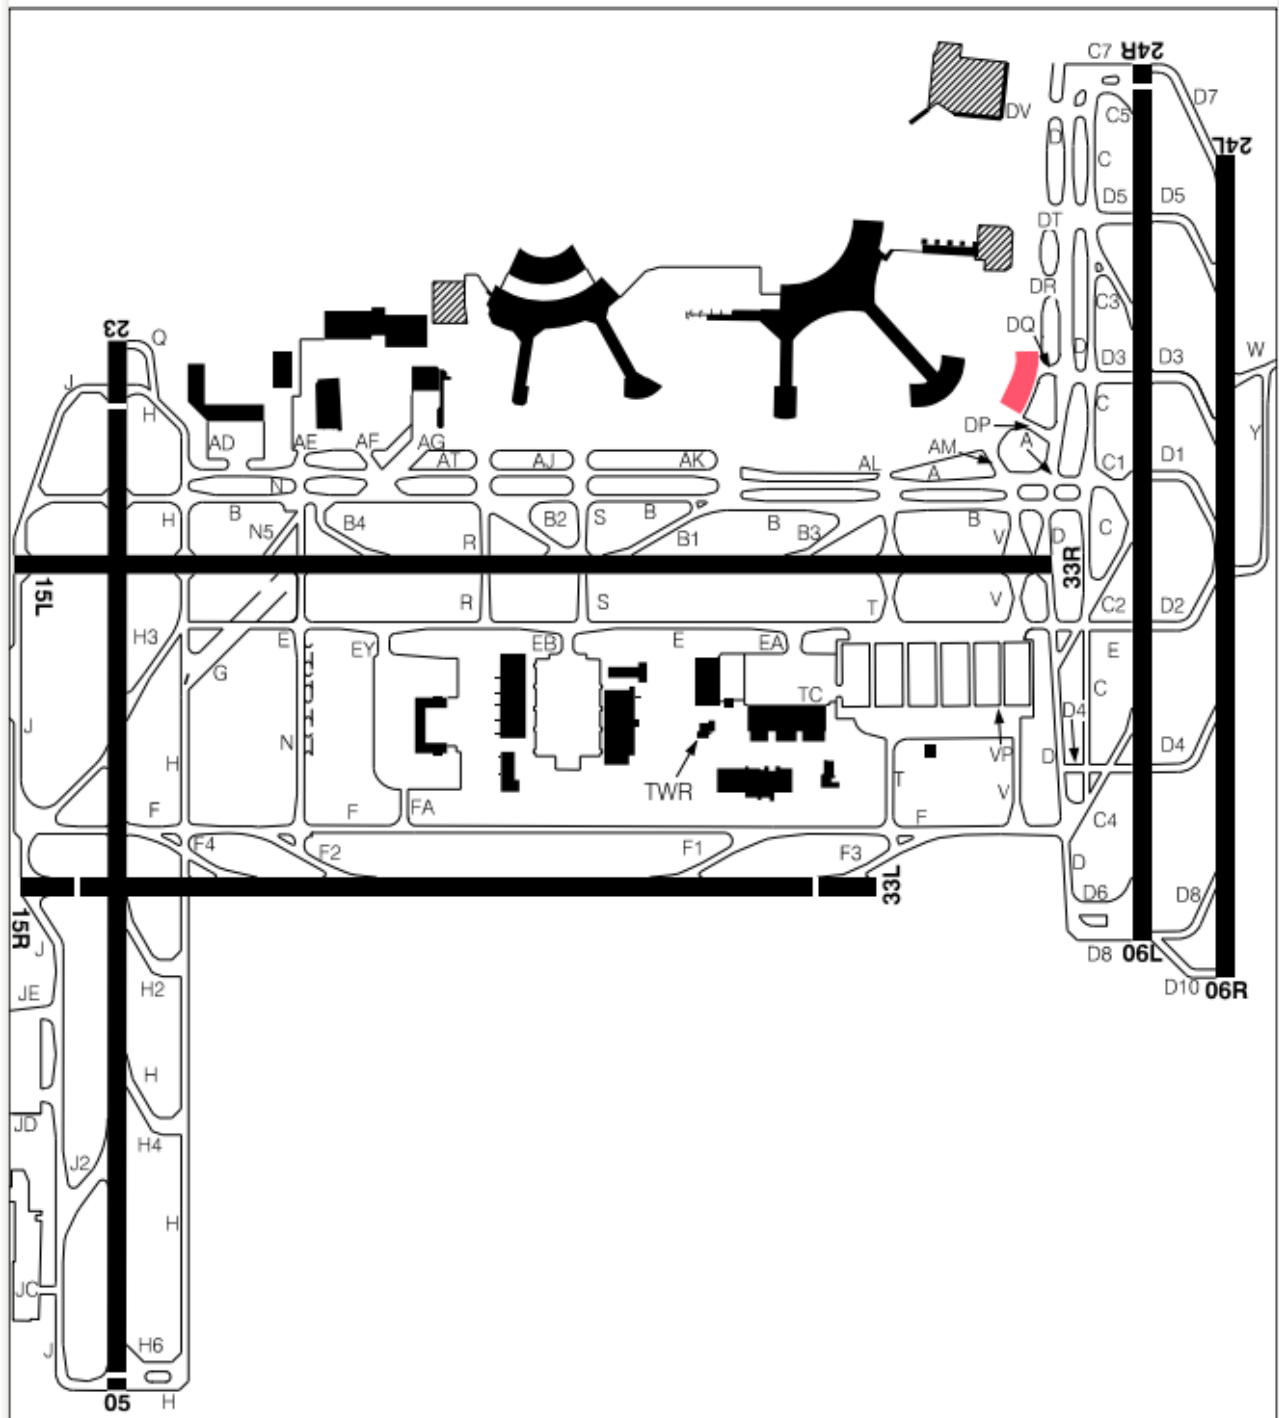 C7
24R
D7
DV
C5
24L
D
C
D5
D5
DT
DR
C3
DQ
23
Q
D
D3
D3
W
J
H
C
DP
A
Y
AD
AE
AF
AG
AM
AT
AJ
AK
AL
A
C1
D1
N
H
B
N5
B4
B2
S
B
B
B3
B
V
D
C
R
B1
33R
15L
R
S
T
V
C2
D2
H3
E
EY
EB
E
EA
E
G
TC
C
D4
J
N
H
TWR
VP
D
D4
T
V
F
F
FA
F
C4
F4
F2
F1
F3
D
33L
D6
D8
15R
J
D8
06L
JE
H2
D10
06R
H
JD
H4
J2
H
JC
H6
J
05
H